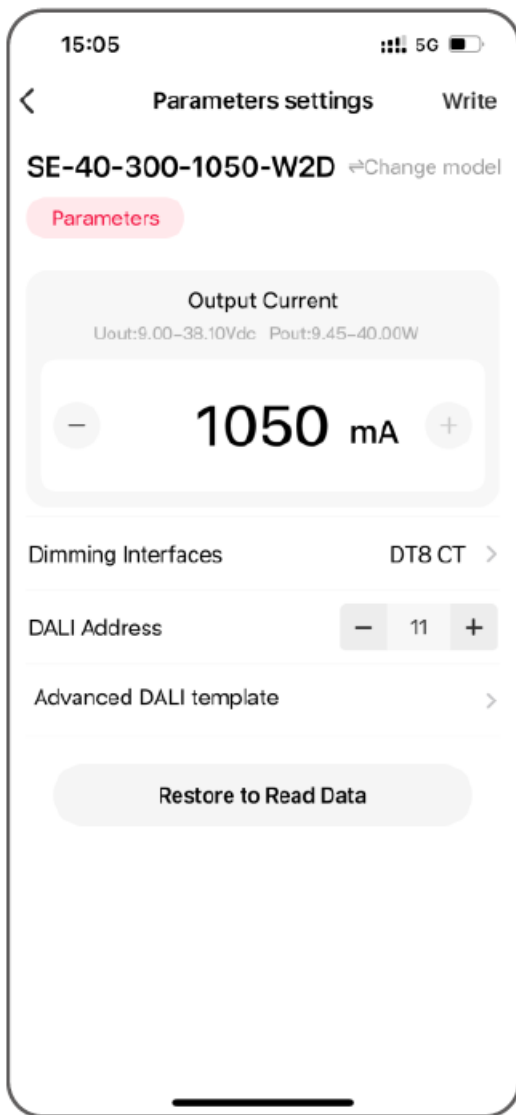 15:05 5G
Parameters settings Write
SE-40-300-1050-W2D ⇌Change model
Parameters
Output Current
Uout:9.00-38.10Vdc Pout:9.45-40.00W
− 1050 mA +
Dimming Interfaces DT8 CT >
DALI Address − 11 +
Advanced DALI template >
Restore to Read Data